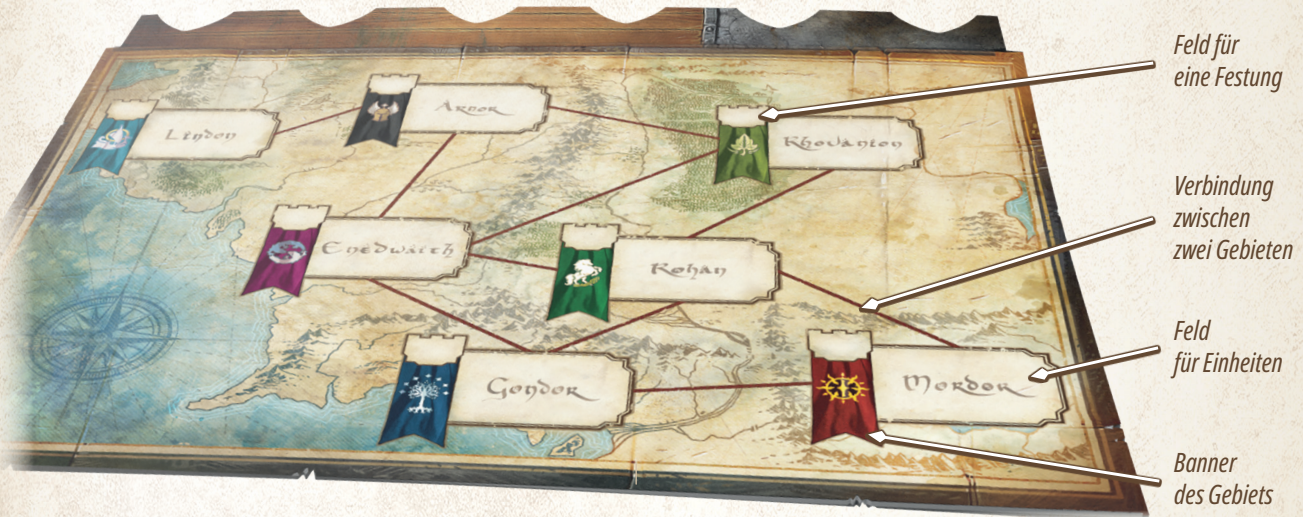 Feld für
eine Festung
Lindon
Arnor
Rhovanion
Verbindung
zwischen
zwei Gebieten
Enedwaith
Rohan
Feld
für Einheiten
Gondor
Mordor
Banner
des Gebiets